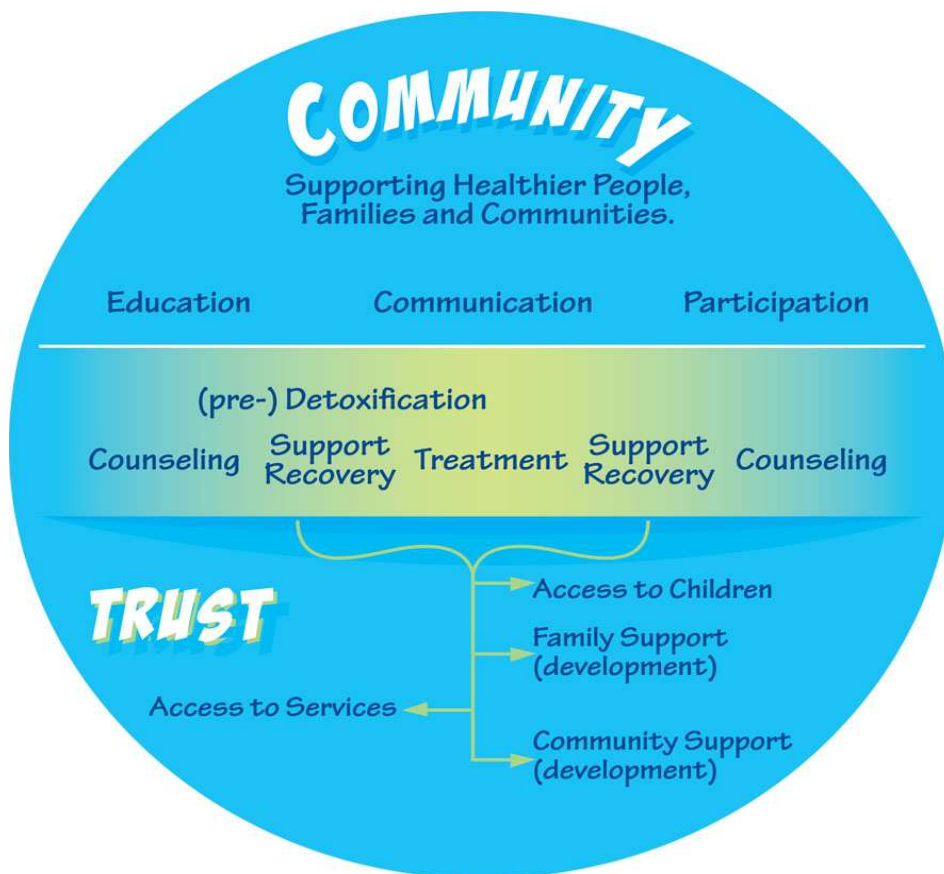 COMMUNITY
Supporting Healthier People,
Families and Communities.
Education Communication Participation
(pre-) Detoxification
Counseling Support Recovery Treatment Support Recovery Counseling
TRUST
Access to Children
Family Support
(development)
Access to Services
Community Support
(development)